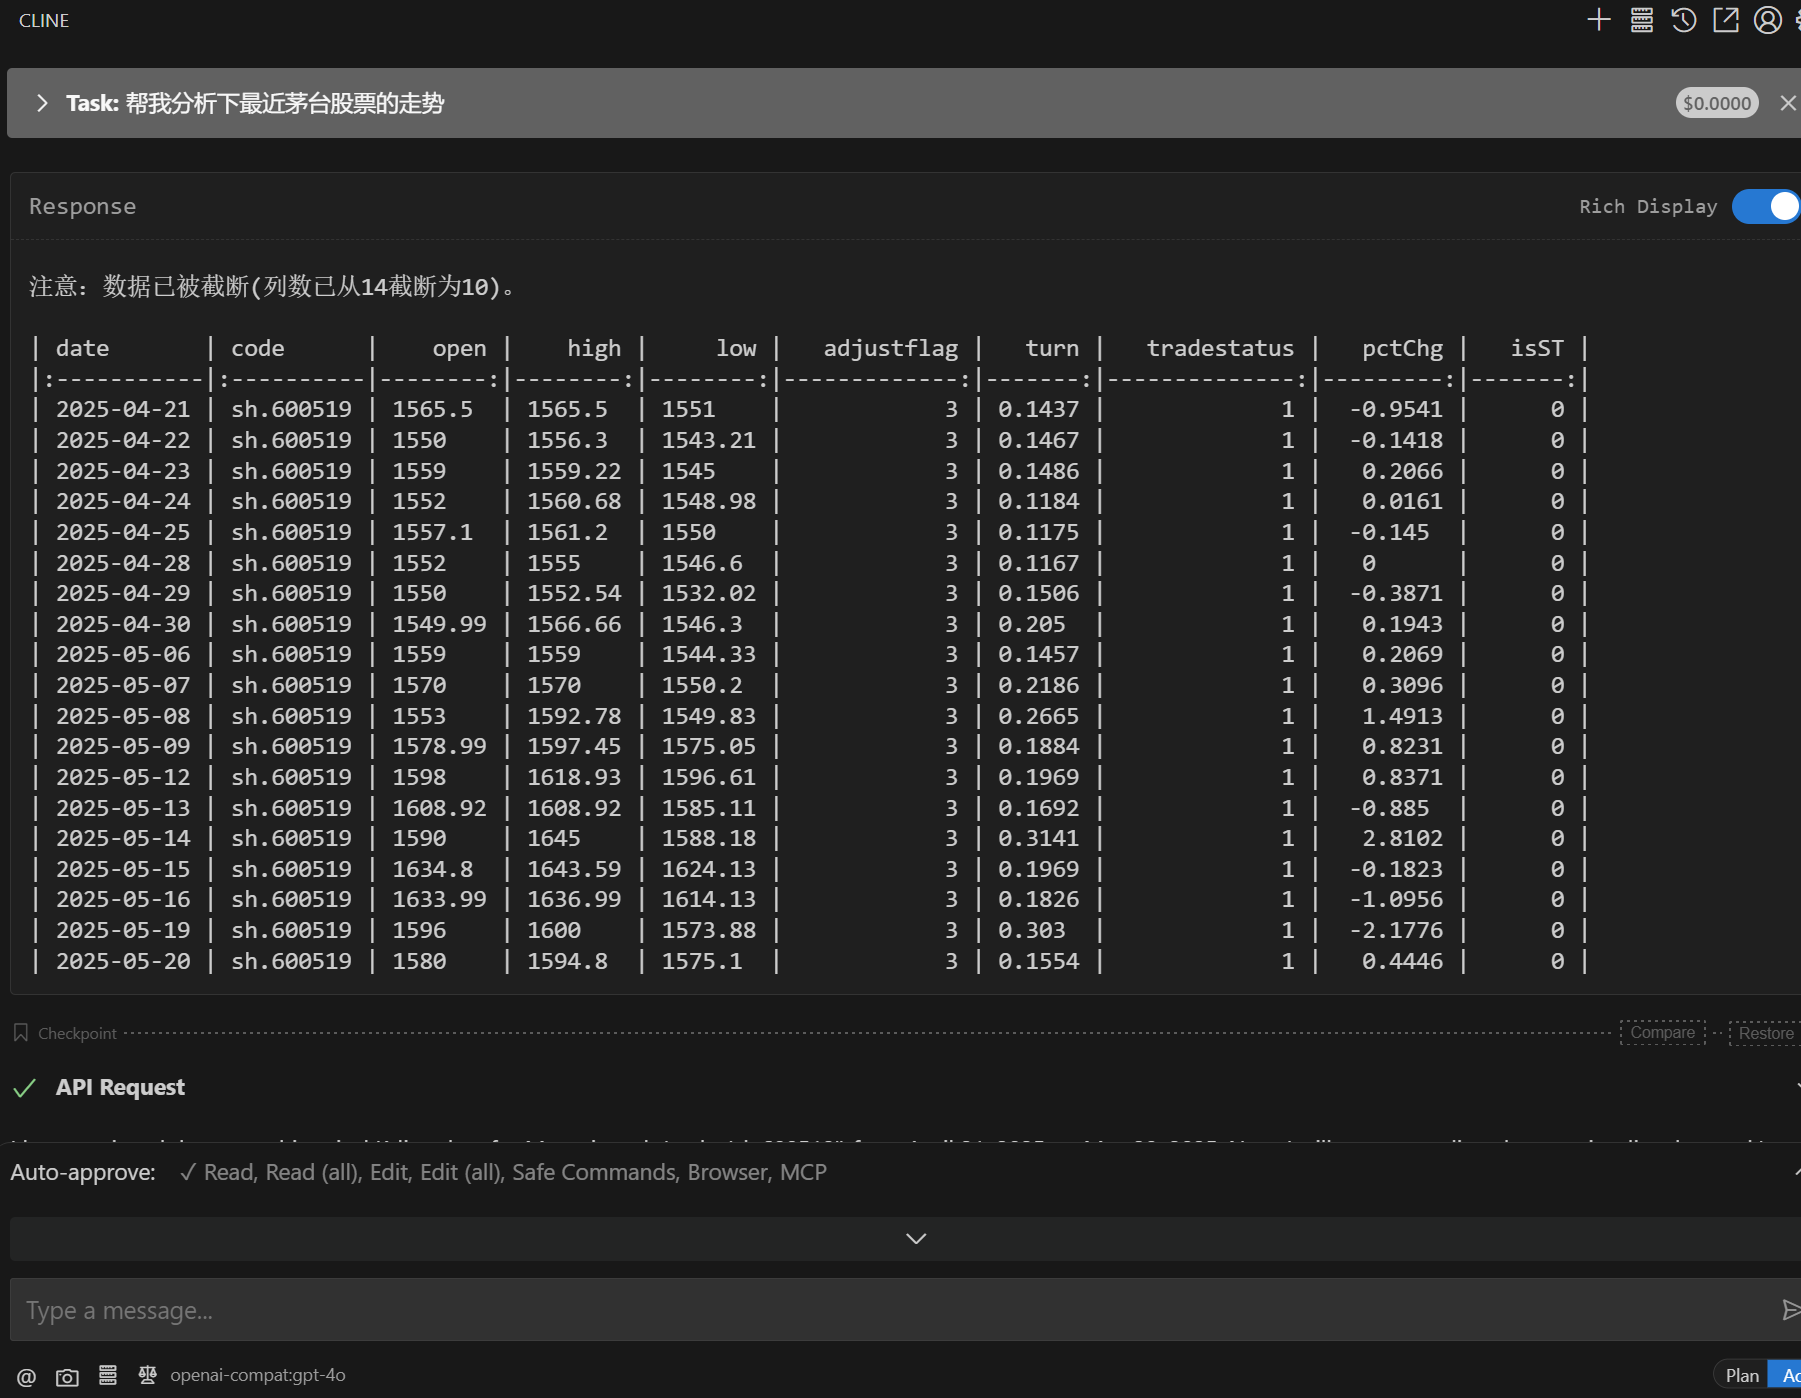 CLINE
Task: 帮我分析下最近茅台股票的走势 $0.0000
Response Rich Display
注意: 数据已被截断(列数已从14截断为10)。
| date | code | open | high | low | adjustflag | turn | tradestatus | pctChg | isST |
|:-----------|:----------|--------:|--------:|--------:|-------------:|-------:|--------------:|---------:|-------:|
| 2025-04-21 | sh.600519 | 1565.5 | 1565.5 | 1551 | 3 | 0.1437 | 1 | -0.9541 | 0 |
| 2025-04-22 | sh.600519 | 1550 | 1556.3 | 1543.21 | 3 | 0.1467 | 1 | -0.1418 | 0 |
| 2025-04-23 | sh.600519 | 1559 | 1559.22 | 1545 | 3 | 0.1486 | 1 | 0.2066 | 0 |
| 2025-04-24 | sh.600519 | 1552 | 1560.68 | 1548.98 | 3 | 0.1184 | 1 | 0.0161 | 0 |
| 2025-04-25 | sh.600519 | 1557.1 | 1561.2 | 1550 | 3 | 0.1175 | 1 | -0.145 | 0 |
| 2025-04-28 | sh.600519 | 1552 | 1555 | 1546.6 | 3 | 0.1167 | 1 | 0 | 0 |
| 2025-04-29 | sh.600519 | 1550 | 1552.54 | 1532.02 | 3 | 0.1506 | 1 | -0.3871 | 0 |
| 2025-04-30 | sh.600519 | 1549.99 | 1566.66 | 1546.3 | 3 | 0.205 | 1 | 0.1943 | 0 |
| 2025-05-06 | sh.600519 | 1559 | 1559 | 1544.33 | 3 | 0.1457 | 1 | 0.2069 | 0 |
| 2025-05-07 | sh.600519 | 1570 | 1570 | 1550.2 | 3 | 0.2186 | 1 | 0.3096 | 0 |
| 2025-05-08 | sh.600519 | 1553 | 1592.78 | 1549.83 | 3 | 0.2665 | 1 | 1.4913 | 0 |
| 2025-05-09 | sh.600519 | 1578.99 | 1597.45 | 1575.05 | 3 | 0.1884 | 1 | 0.8231 | 0 |
| 2025-05-12 | sh.600519 | 1598 | 1618.93 | 1596.61 | 3 | 0.1969 | 1 | 0.8371 | 0 |
| 2025-05-13 | sh.600519 | 1608.92 | 1608.92 | 1585.11 | 3 | 0.1692 | 1 | -0.885 | 0 |
| 2025-05-14 | sh.600519 | 1590 | 1645 | 1588.18 | 3 | 0.3141 | 1 | 2.8102 | 0 |
| 2025-05-15 | sh.600519 | 1634.8 | 1643.59 | 1624.13 | 3 | 0.1969 | 1 | -0.1823 | 0 |
| 2025-05-16 | sh.600519 | 1633.99 | 1636.99 | 1614.13 | 3 | 0.1826 | 1 | -1.0956 | 0 |
| 2025-05-19 | sh.600519 | 1596 | 1600 | 1573.88 | 3 | 0.303 | 1 | -2.1776 | 0 |
| 2025-05-20 | sh.600519 | 1580 | 1594.8 | 1575.1 | 3 | 0.1554 | 1 | 0.4446 | 0 |
Checkpoint Compare Restore
API Request
Auto-approve: ✓ Read, Read (all), Edit, Edit (all), Safe Commands, Browser, MCP
Type a message...
@ openai-compat:gpt-4o Plan